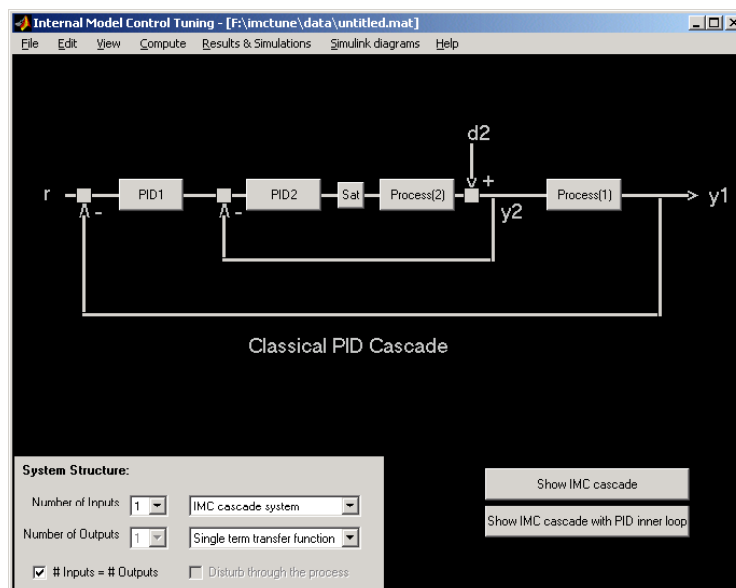 Internal Model Control Tuning - [F:\imctune\data\untitled.mat]
File Edit View Compute Results & Simulations Simulink diagrams Help
d2
r PID1 PID2 Sat Process(2) + Process(1) y1
- - y2
Classical PID Cascade
System Structure:
Number of Inputs 1 IMC cascade system
Number of Outputs 1 Single term transfer function
# Inputs = # Outputs Disturb through the process
Show IMC cascade
Show IMC cascade with PID inner loop